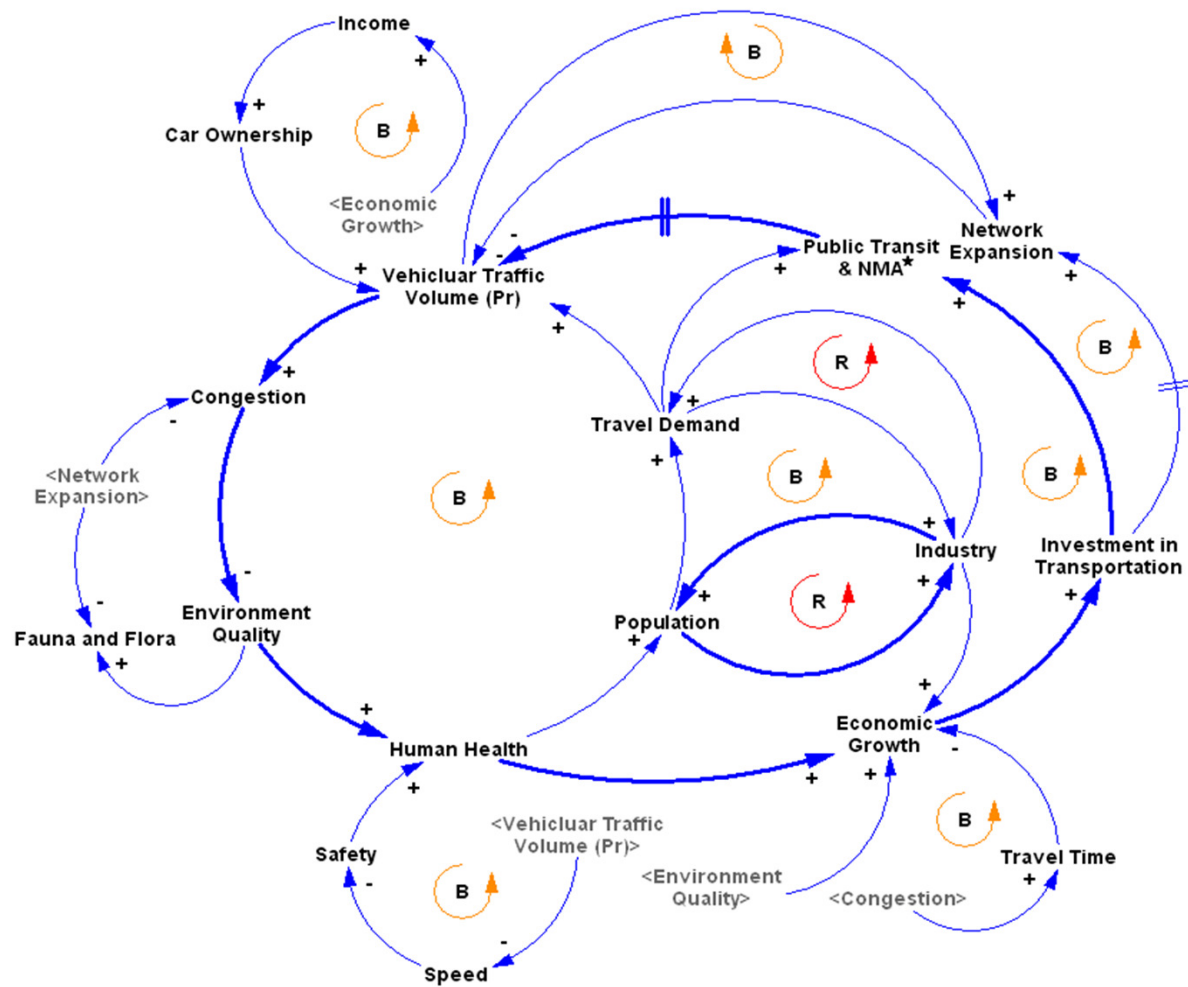 Income
+
B
B
+
Car Ownership
<Economic
Growth>
+
Network
Expansion
Public Transit
& NMA★
-
+
Vehicluar Traffic
Volume (Pr)
+
+
+
+
B
R
+
Congestion
-
+
Travel Demand
+
<Network
Expansion>
B
B
B
+
Industry
+
Investment in
Transportation
+
-
-
Environment
Quality
Fauna and Flora
+
+
Population
+
R
+
+
Human Health
+
Economic
Growth
-
+
+
+
<Vehicluar Traffic
Volume (Pr)>
B
Safety
-
B
<Environment
Quality>
<Congestion>
Travel Time
+
-
Speed